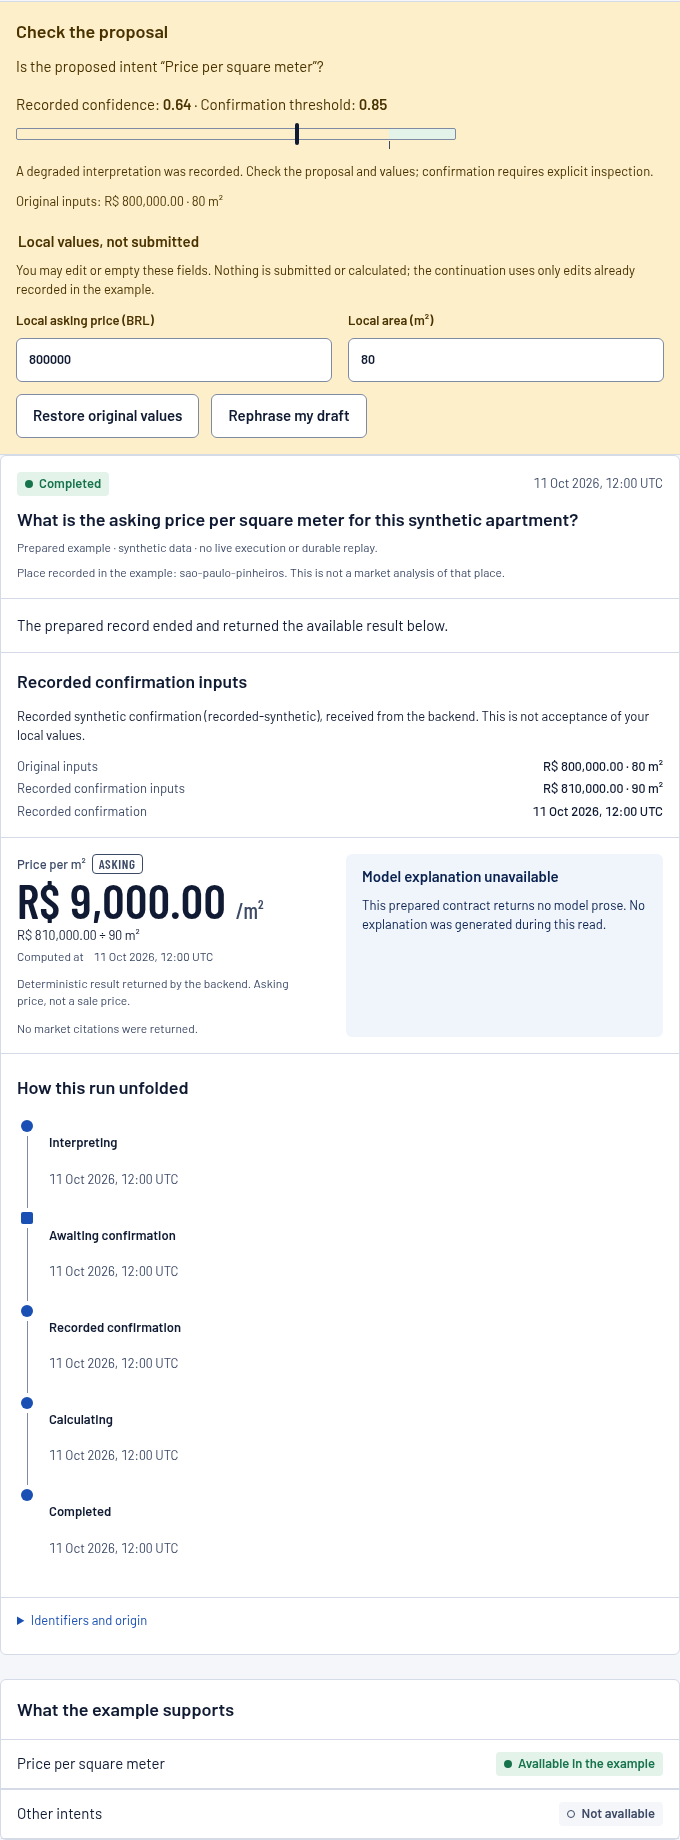 Check the proposal
Is the proposed intent “Price per square meter”?
Recorded confidence: 0.64 · Confirmation threshold: 0.85
A degraded interpretation was recorded. Check the proposal and values; confirmation requires explicit inspection.
Original inputs: R$ 800,000.00 · 80 m²
Local values, not submitted
You may edit or empty these fields. Nothing is submitted or calculated; the continuation uses only edits already
recorded in the example.
Local asking price (BRL)
Local area (m²)
800000
80
Restore original values
Rephrase my draft
Completed
11 Oct 2026, 12:00 UTC
What is the asking price per square meter for this synthetic apartment?
Prepared example · synthetic data · no live execution or durable replay.
Place recorded in the example: sao-paulo-pinheiros. This is not a market analysis of that place.
The prepared record ended and returned the available result below.
Recorded confirmation inputs
Recorded synthetic confirmation (recorded-synthetic), received from the backend. This is not acceptance of your
local values.
Original inputs
R$ 800,000.00 · 80 m²
Recorded confirmation inputs
R$ 810,000.00 · 90 m²
Recorded confirmation
11 Oct 2026, 12:00 UTC
Price per m² ASKING
R$ 9,000.00 /m²
R$ 810,000.00 ÷ 90 m²
Computed at 11 Oct 2026, 12:00 UTC
Deterministic result returned by the backend. Asking
price, not a sale price.
No market citations were returned.
Model explanation unavailable
This prepared contract returns no model prose. No
explanation was generated during this read.
How this run unfolded
Interpreting
11 Oct 2026, 12:00 UTC
Awaiting confirmation
11 Oct 2026, 12:00 UTC
Recorded confirmation
11 Oct 2026, 12:00 UTC
Calculating
11 Oct 2026, 12:00 UTC
Completed
11 Oct 2026, 12:00 UTC
Identifiers and origin
What the example supports
Price per square meter
Available in the example
Other intents
Not available